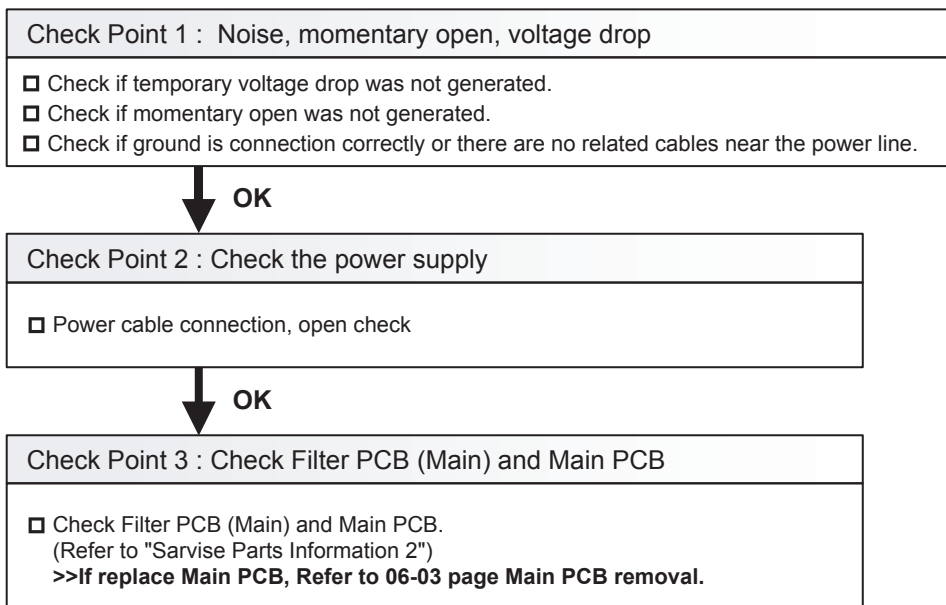 Check Point 1 : Noise, momentary open, voltage drop
Check if temporary voltage drop was not generated.
Check if momentary open was not generated.
Check if ground is connection correctly or there are no related cables near the power line.
OK
Check Point 2 : Check the power supply
Power cable connection, open check
OK
Check Point 3 : Check Filter PCB (Main) and Main PCB
Check Filter PCB (Main) and Main PCB.
(Refer to "Sarvise Parts Information 2")
>>If replace Main PCB, Refer to 06-03 page Main PCB removal.